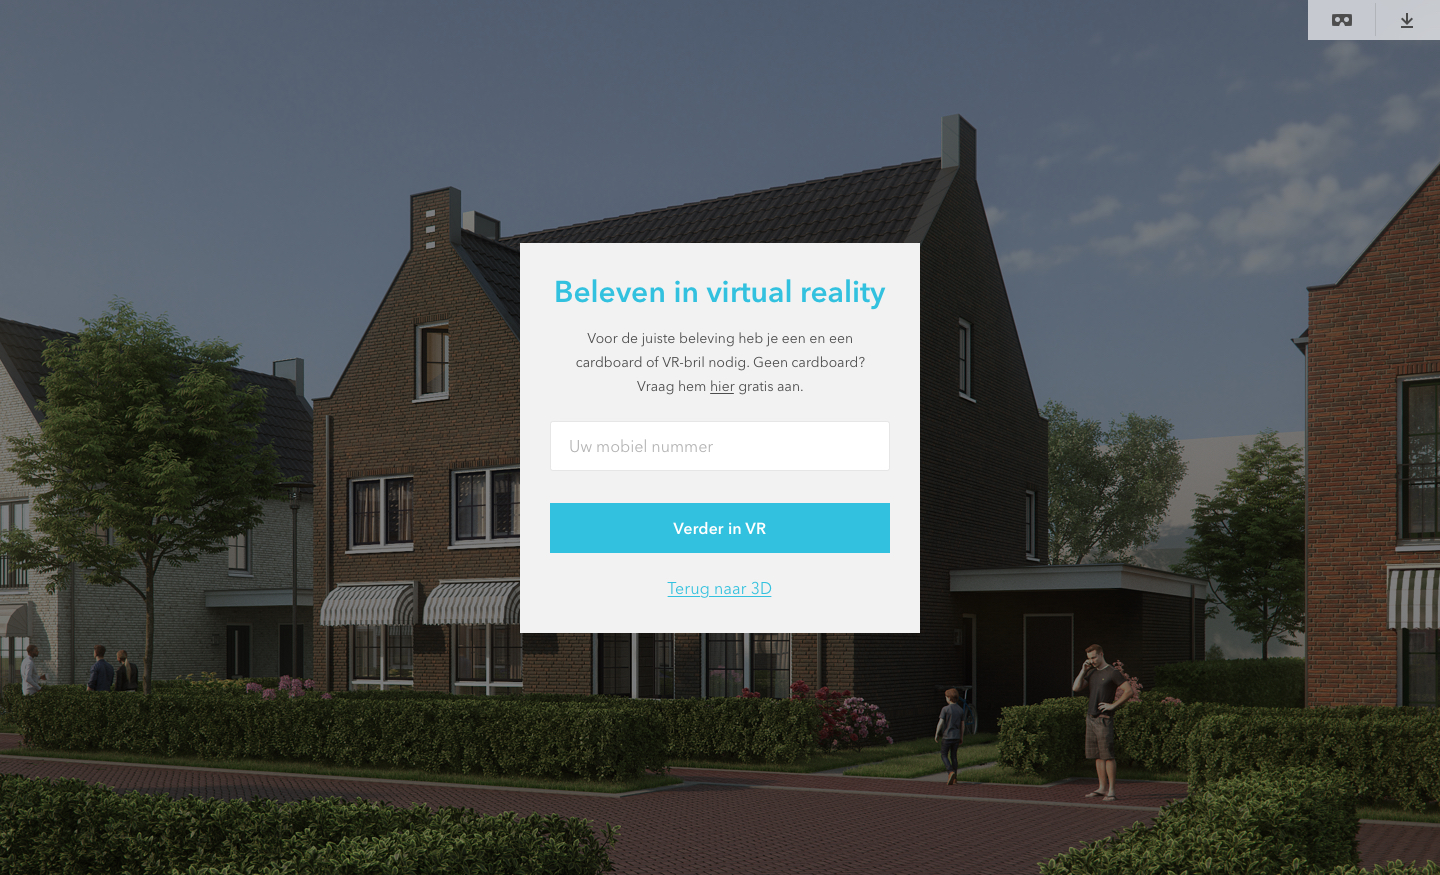 Beleven in virtual reality
Voor de juiste beleving heb je een en een
cardboard of VR-bril nodig. Geen cardboard?
Vraag hem hier gratis aan.
Uw mobiel nummer
Verder in VR
Terug naar 3D